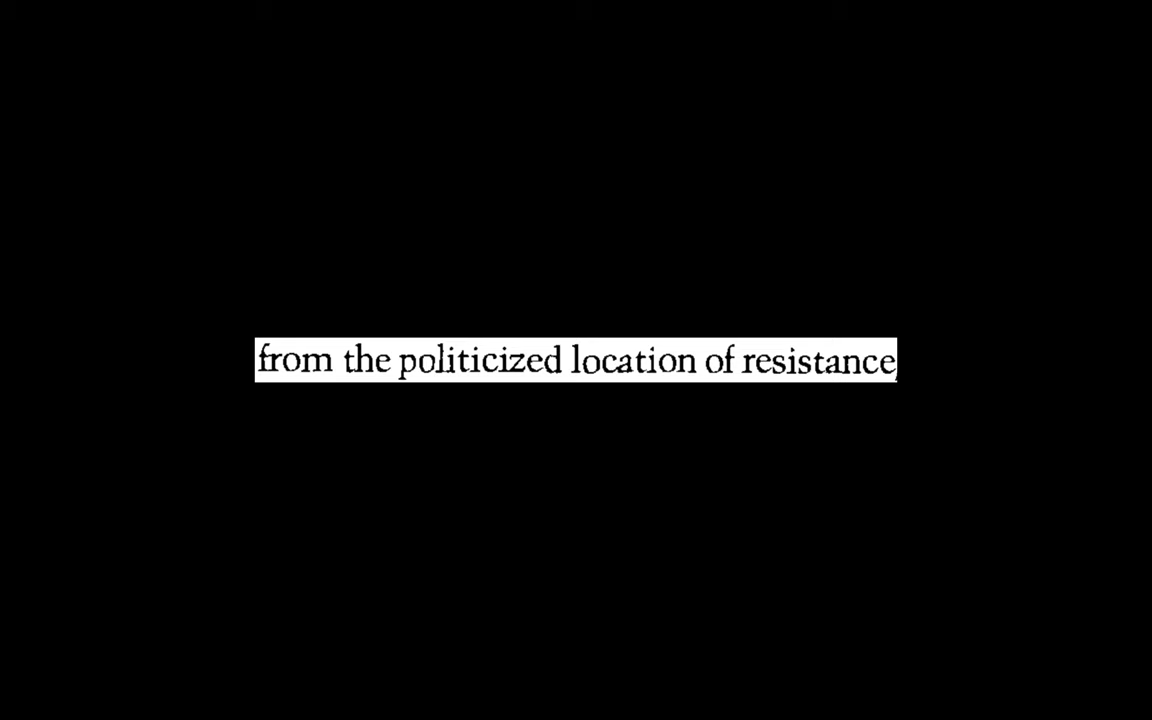 from the politicized location of resistance,